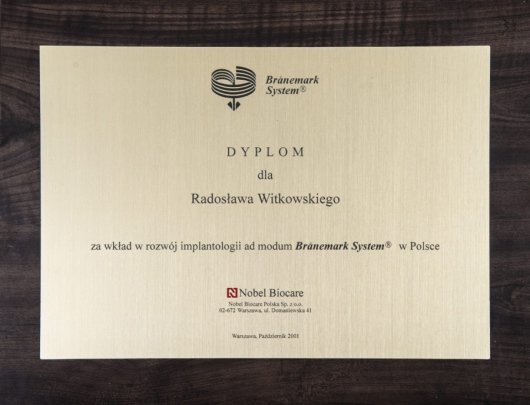 Brånemark
System®
DYPLOM
dla
Radosława Witkowskiego
za wkład w rozwój implantologii ad modum Brånemark System® w Polsce
Nobel Biocare
Nobel Biocare Polska Sp. z o.o.
02-672 Warszawa, ul. Domaniewska 41
Warszawa, Październik 2003